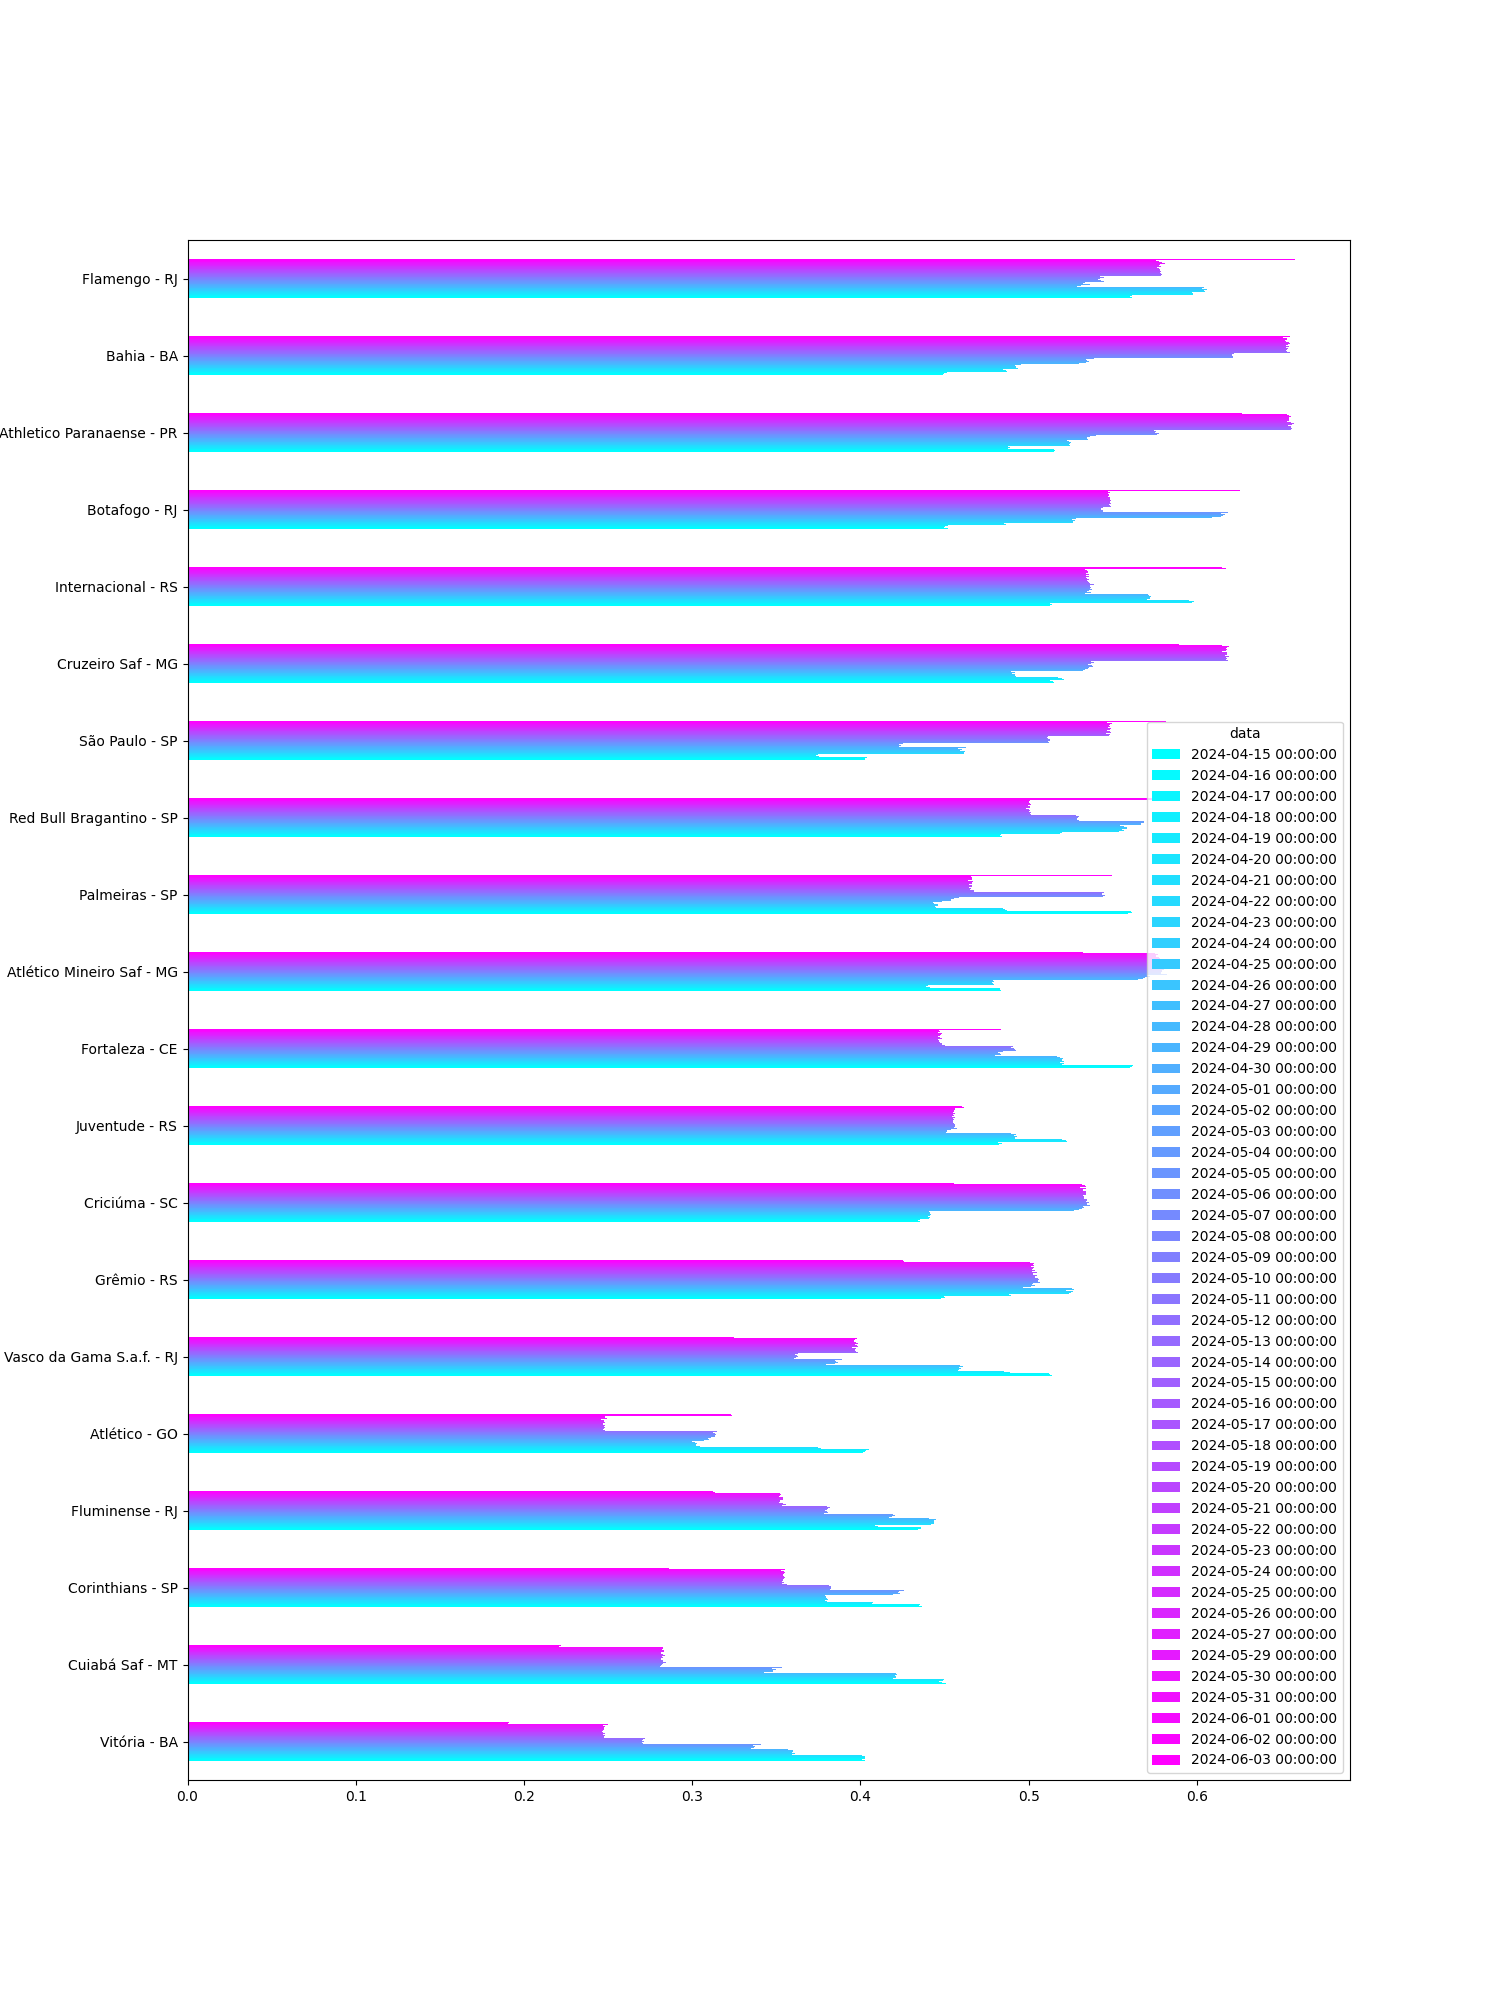 Flamengo - RJ
Bahia - BA
Athletico Paranaense - PR
Botafogo - RJ
Internacional - RS
Cruzeiro Saf - MG
São Paulo - SP
Red Bull Bragantino - SP
Palmeiras - SP
Atlético Mineiro Saf - MG
Fortaleza - CE
Juventude - RS
Criciúma - SC
Grêmio - RS
Vasco da Gama S.a.f. - RJ
Atlético - GO
Fluminense - RJ
Corinthians - SP
Cuiabá Saf - MT
Vitória - BA
0.0 0.1 0.2 0.3 0.4 0.5 0.6
data
2024-04-15 00:00:00
2024-04-16 00:00:00
2024-04-17 00:00:00
2024-04-18 00:00:00
2024-04-19 00:00:00
2024-04-20 00:00:00
2024-04-21 00:00:00
2024-04-22 00:00:00
2024-04-23 00:00:00
2024-04-24 00:00:00
2024-04-25 00:00:00
2024-04-26 00:00:00
2024-04-27 00:00:00
2024-04-28 00:00:00
2024-04-29 00:00:00
2024-04-30 00:00:00
2024-05-01 00:00:00
2024-05-02 00:00:00
2024-05-03 00:00:00
2024-05-04 00:00:00
2024-05-05 00:00:00
2024-05-06 00:00:00
2024-05-07 00:00:00
2024-05-08 00:00:00
2024-05-09 00:00:00
2024-05-10 00:00:00
2024-05-11 00:00:00
2024-05-12 00:00:00
2024-05-13 00:00:00
2024-05-14 00:00:00
2024-05-15 00:00:00
2024-05-16 00:00:00
2024-05-17 00:00:00
2024-05-18 00:00:00
2024-05-19 00:00:00
2024-05-20 00:00:00
2024-05-21 00:00:00
2024-05-22 00:00:00
2024-05-23 00:00:00
2024-05-24 00:00:00
2024-05-25 00:00:00
2024-05-26 00:00:00
2024-05-27 00:00:00
2024-05-29 00:00:00
2024-05-30 00:00:00
2024-05-31 00:00:00
2024-06-01 00:00:00
2024-06-02 00:00:00
2024-06-03 00:00:00